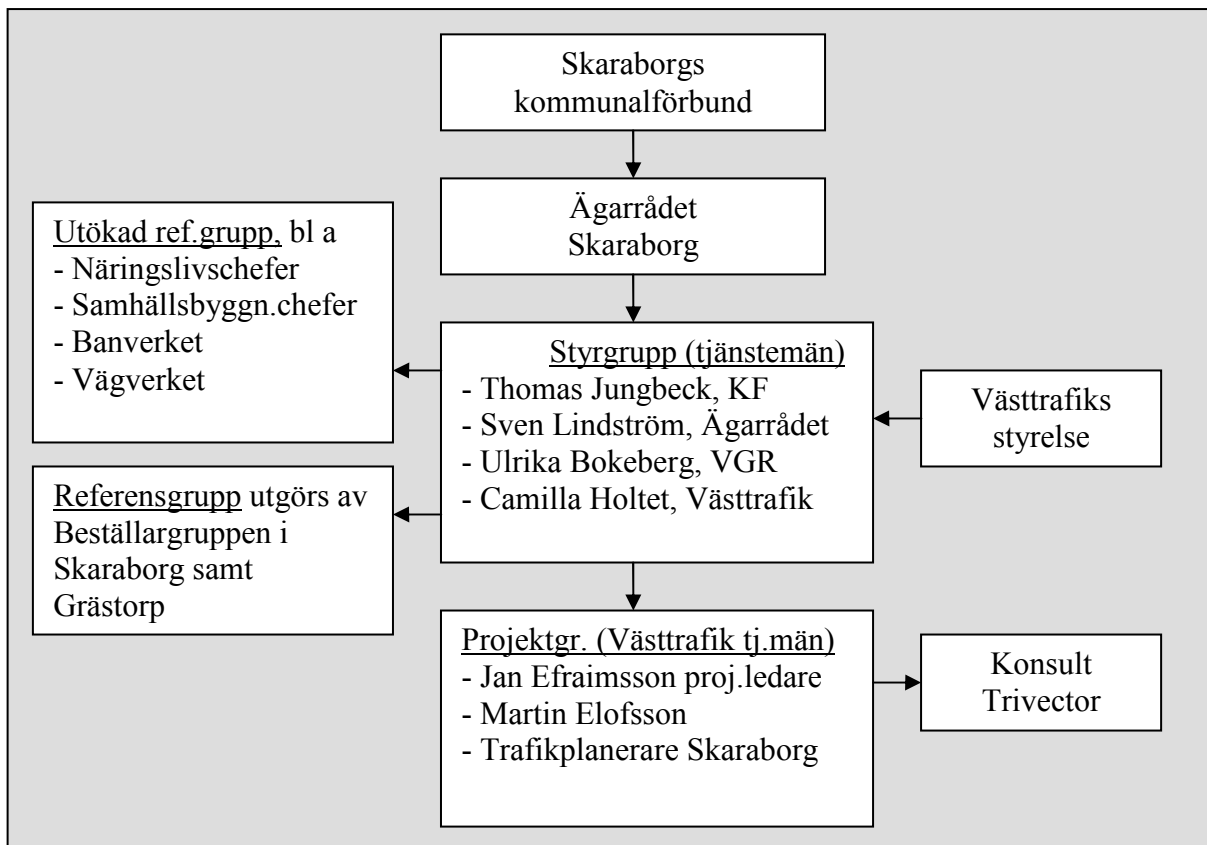 Skaraborgs
kommunalförbund
Ägarrådet
Skaraborg
Utökad ref.grupp, bl a
- Näringslivschefer
- Samhällsbyggn.chefer
- Banverket
- Vägverket
Styrgrupp (tjänstemän)
- Thomas Jungbeck, KF
- Sven Lindström, Ägarrådet
- Ulrika Bokeberg, VGR
- Camilla Holtet, Västtrafik
Västtrafiks
styrelse
Referensgrupp utgörs av
Beställargruppen i
Skaraborg samt
Grästorp
Projektgr. (Västtrafik tj.män)
- Jan Efraimsson proj.ledare
- Martin Elofsson
- Trafikplanerare Skaraborg
Konsult
Trivector